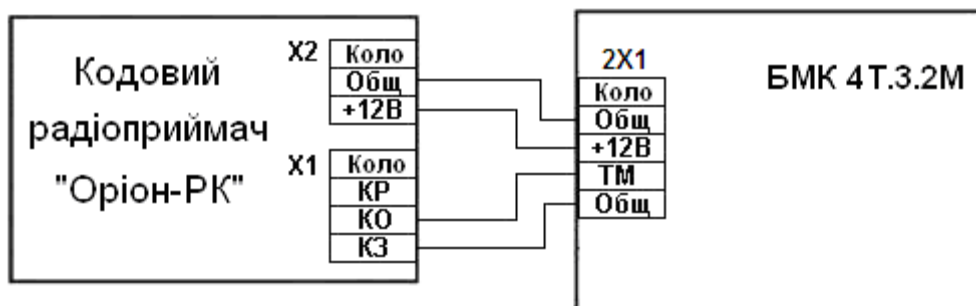 Кодовий
радіоприймач
"Оріон-РК"
X2
Коло
Общ
+12В
X1
Коло
КР
КО
КЗ
2X1
Коло
Общ
+12В
ТМ
Общ
БМК 4Т.3.2М